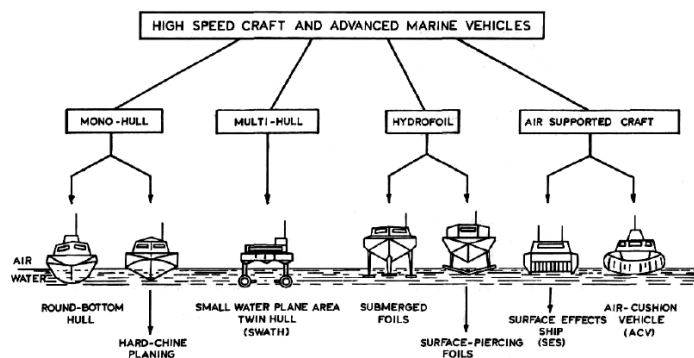 HIGH SPEED CRAFT AND ADVANCED MARINE VEHICLES
MONO-HULL
MULTI-HULL
HYDROFOIL
AIR SUPPORTED CRAFT
AIR
WATER
ROUND-BOTTOM
HULL
HARD-CHINE
PLANING
SMALL WATER PLANE AREA
TWIN HULL
(SWATH)
SUBMERGED
FOILS
SURFACE-PIERCING
FOILS
SURFACE EFFECTS
SHIP
(SES)
AIR-CUSHION
VEHICLE
(ACV)